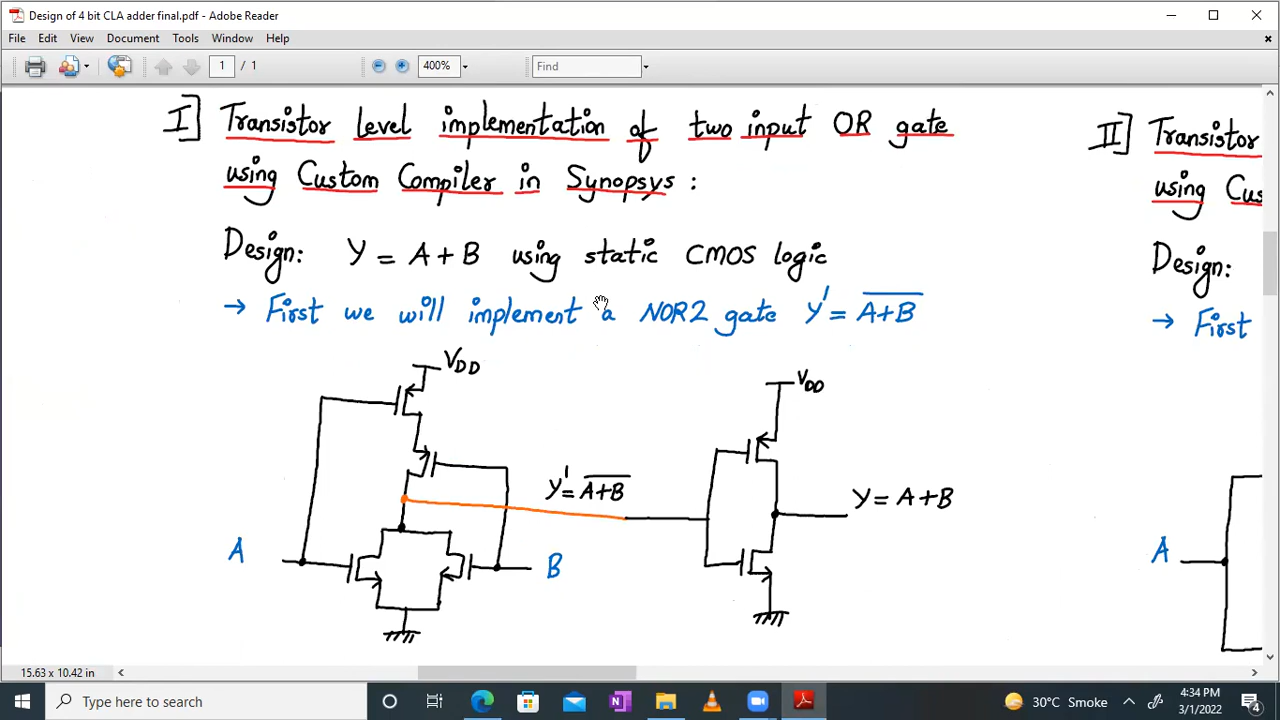 Design of 4 bit CLA adder final.pdf - Adobe Reader
File Edit View Document Tools Window Help
1 / 1 400% Find
I] Transistor Level implementation of two input OR gate
using Custom Compiler in Synopsys :
Design: Y = A + B using static CMOS logic
→ First we will implement a NOR2 gate Y' = \overline{A+B}
VDD
A
B
Y' = \overline{A+B}
VDD
Y = A + B
II] Transistor
using Cus
Design:
→ First
A
15.63 x 10.42 in
Type here to search
30°C Smoke
4:34 PM
3/1/2022
4